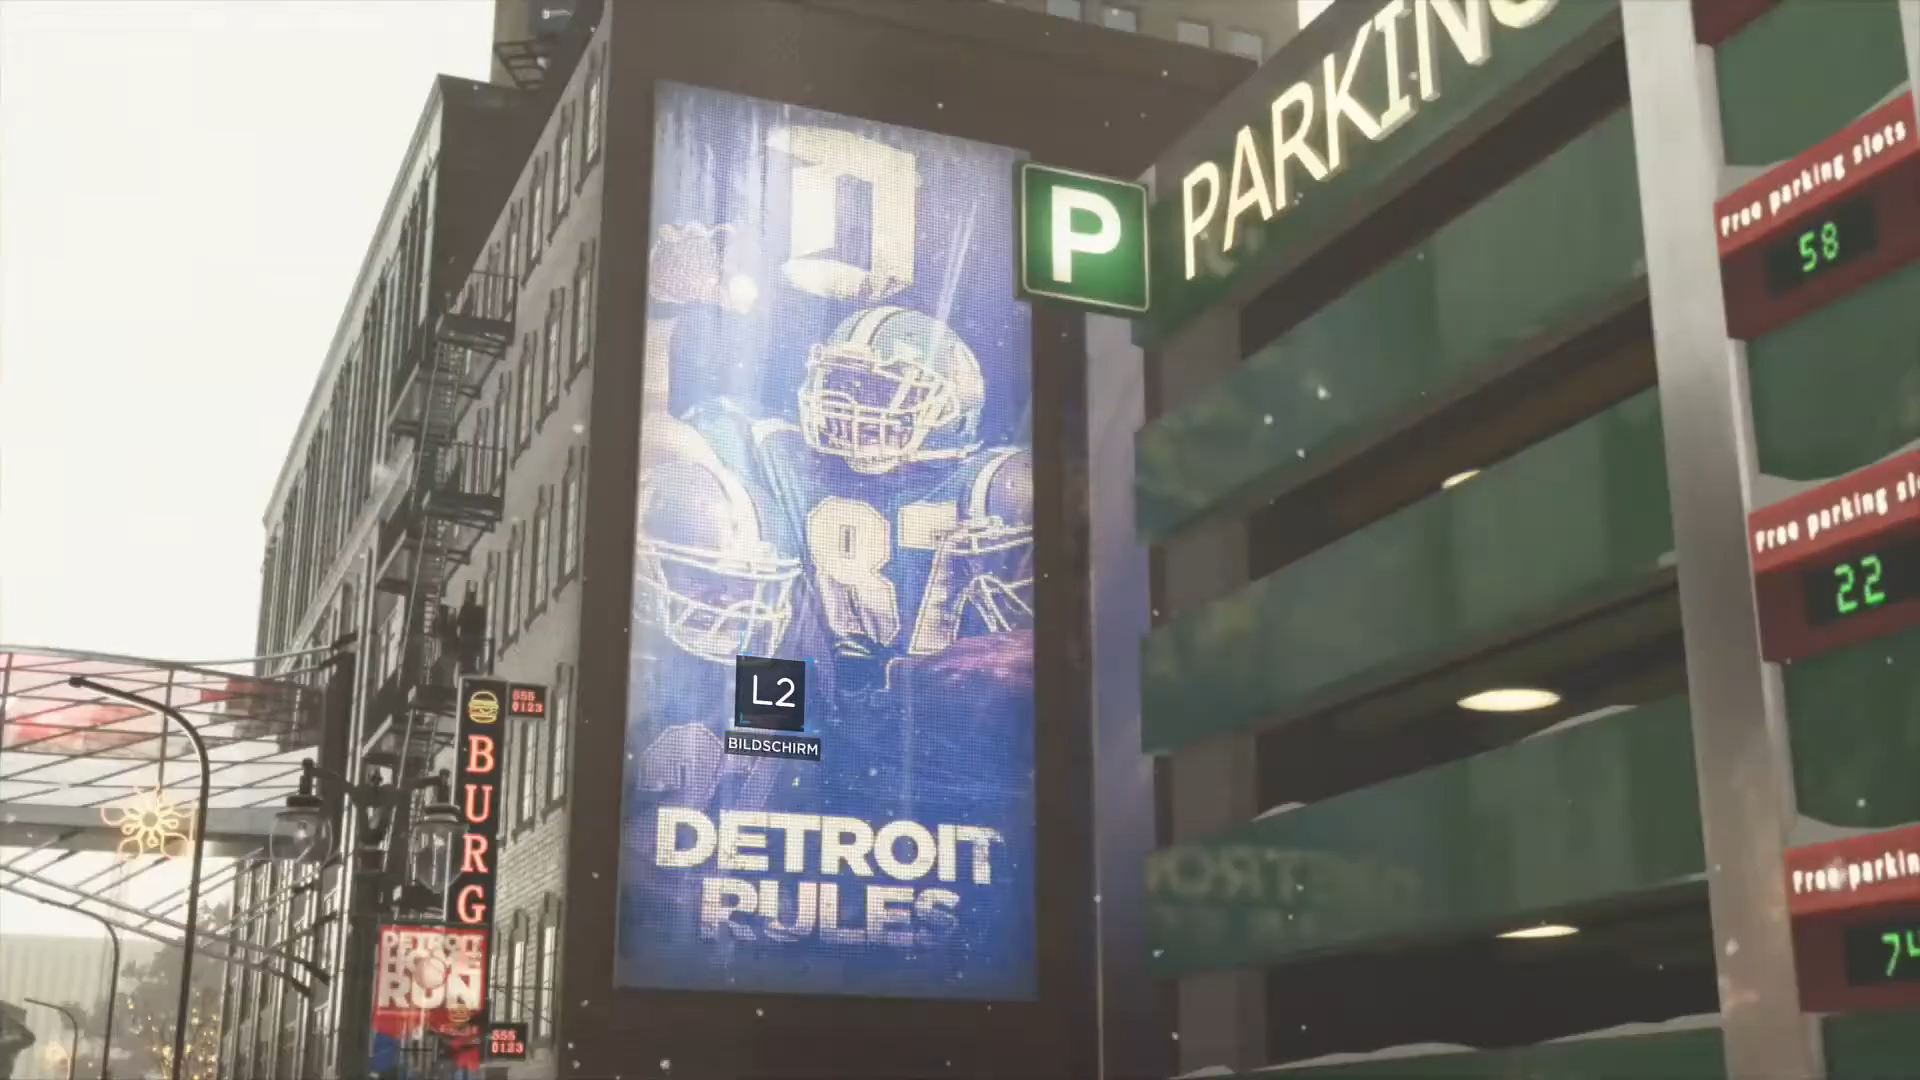 D
P
PARKING
Free parking slots
58
Free parking
22
Free
74
87
L2
BILDSCHIRM
DETROIT
RULES
555
0123
BURG
DETROIT
HOME
RUN
555
0123